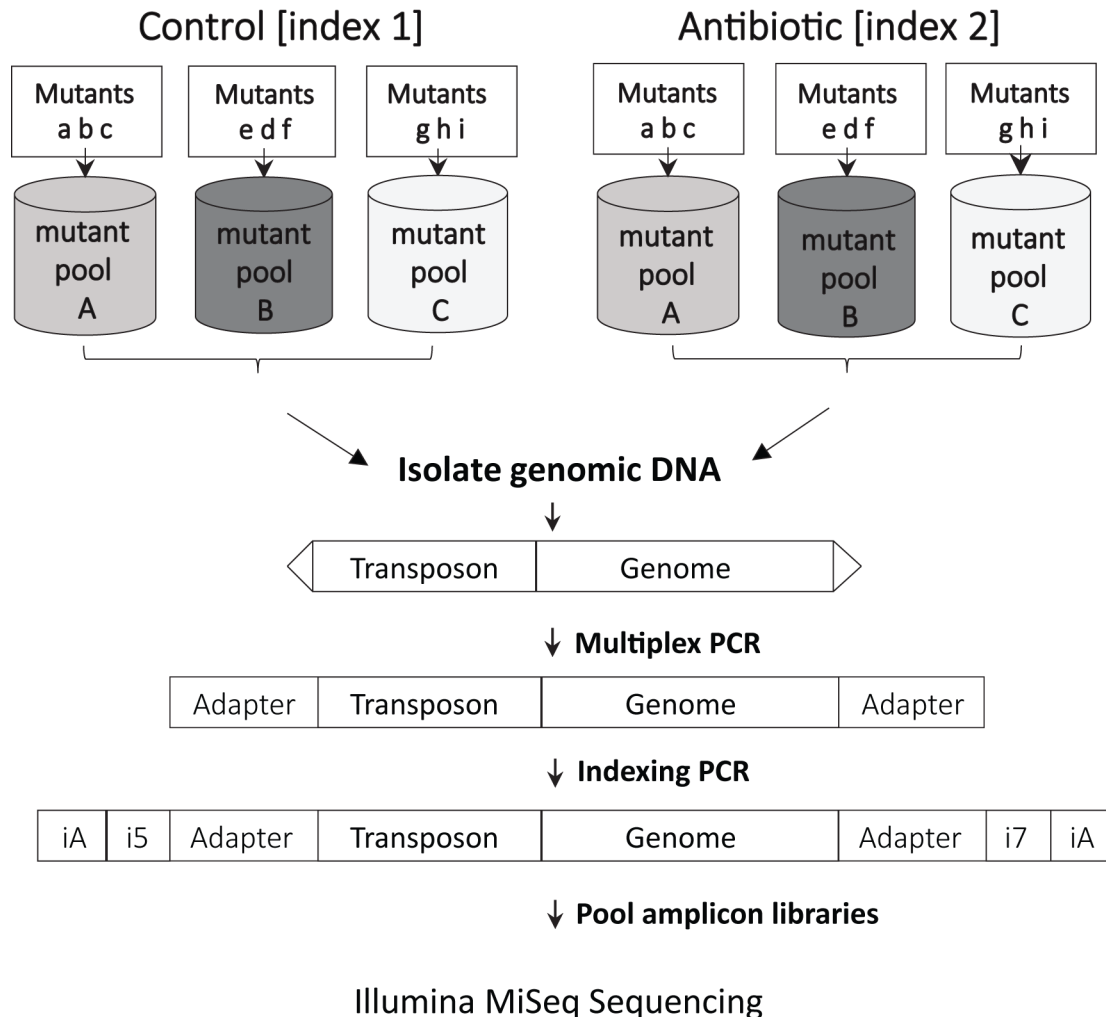 Control [index 1]
Antibiotic [index 2]
Mutants
a b c
Mutants
e d f
Mutants
g h i
Mutants
a b c
Mutants
e d f
Mutants
g h i
mutant
pool
A
mutant
pool
B
mutant
pool
C
mutant
pool
A
mutant
pool
B
mutant
pool
C
Isolate genomic DNA
Transposon Genome
Multiplex PCR
Adapter Transposon Genome Adapter
Indexing PCR
iA i5 Adapter Transposon Genome Adapter i7 iA
Pool amplicon libraries
Illumina MiSeq Sequencing